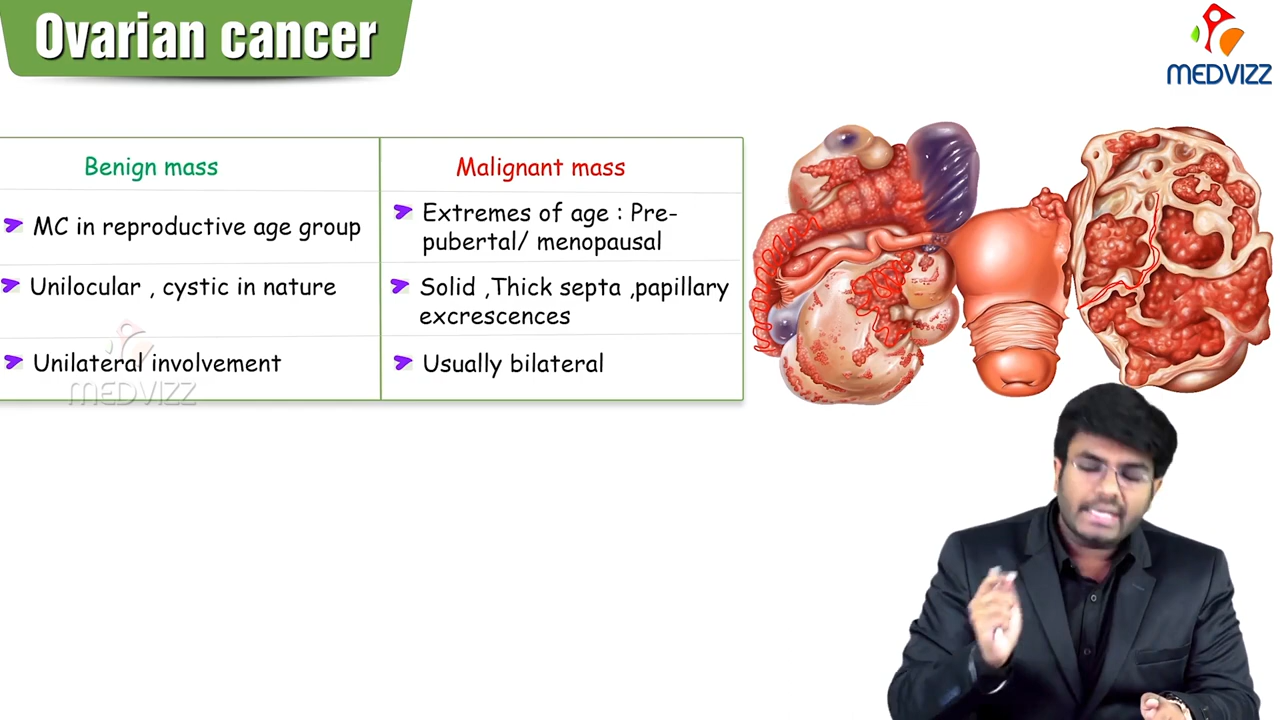 Ovarian cancer
MEDVIZZ
Benign mass
Malignant mass
MC in reproductive age group
Extremes of age : Pre-
pubertal/ menopausal
Unilocular , cystic in nature
Solid ,Thick septa ,papillary
excrescences
Unilateral involvement
Usually bilateral
MEDVIZZ